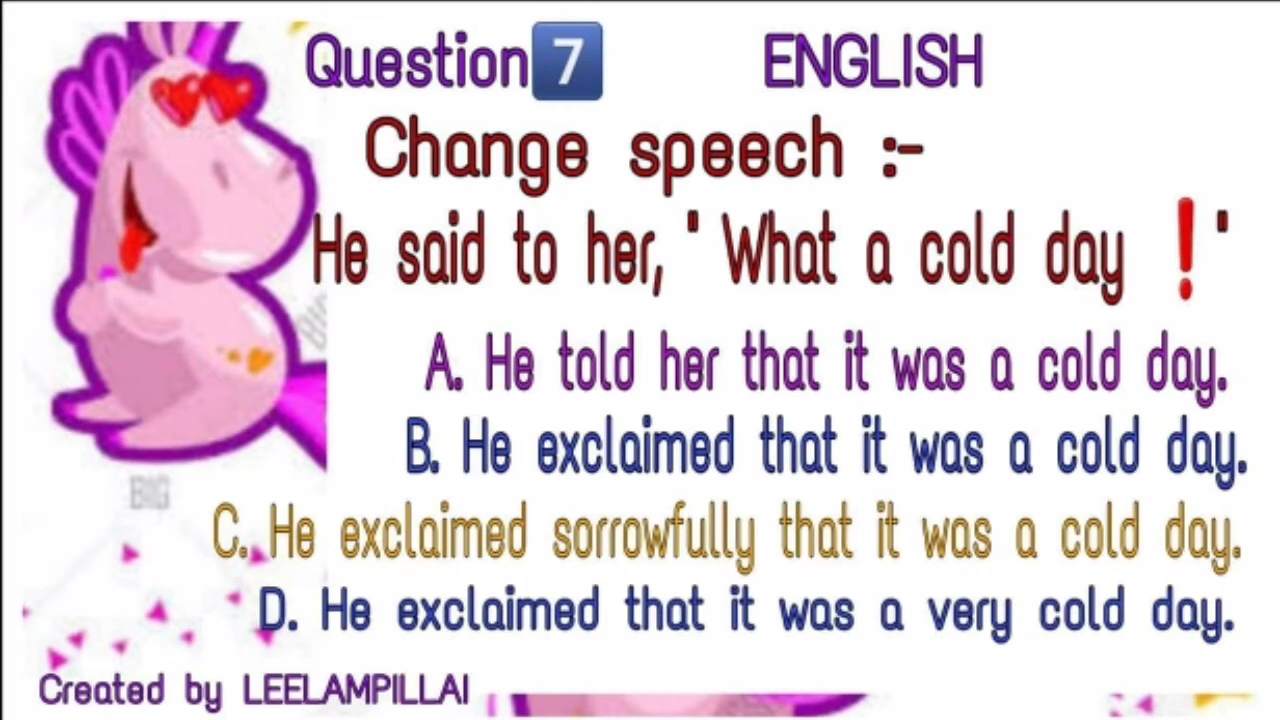 Question 7 ENGLISH
Change speech :-
He said to her, " What a cold day ❗"
A. He told her that it was a cold day.
B. He exclaimed that it was a cold day.
C. He exclaimed sorrowfully that it was a cold day.
D. He exclaimed that it was a very cold day.
BIG
Created by LEELAMPILLAI